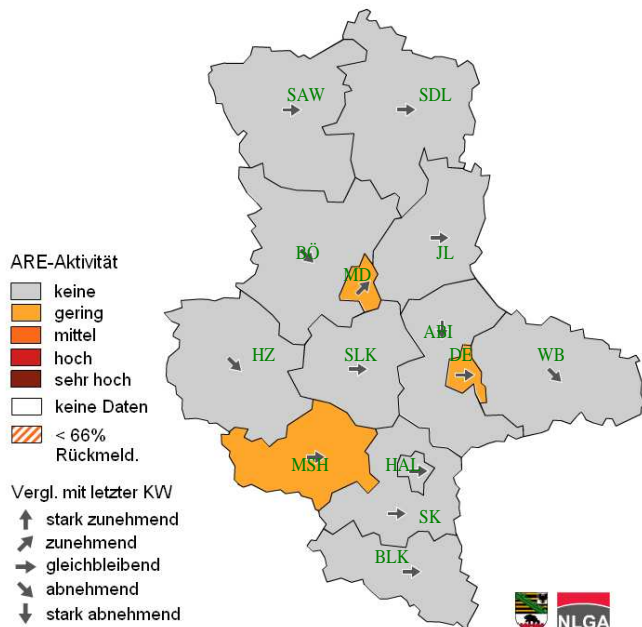 SAW
SDL
BÖ
MD
JL
ABI
DE
WB
HZ
SLK
MSH
HAL
SK
BLK
ARE-Aktivität
keine
gering
mittel
hoch
sehr hoch
keine Daten
< 66%
Rückmeld.
Vergl. mit letzter KW
stark zunehmend
zunehmend
gleichbleibend
abnehmend
stark abnehmend
NLGA